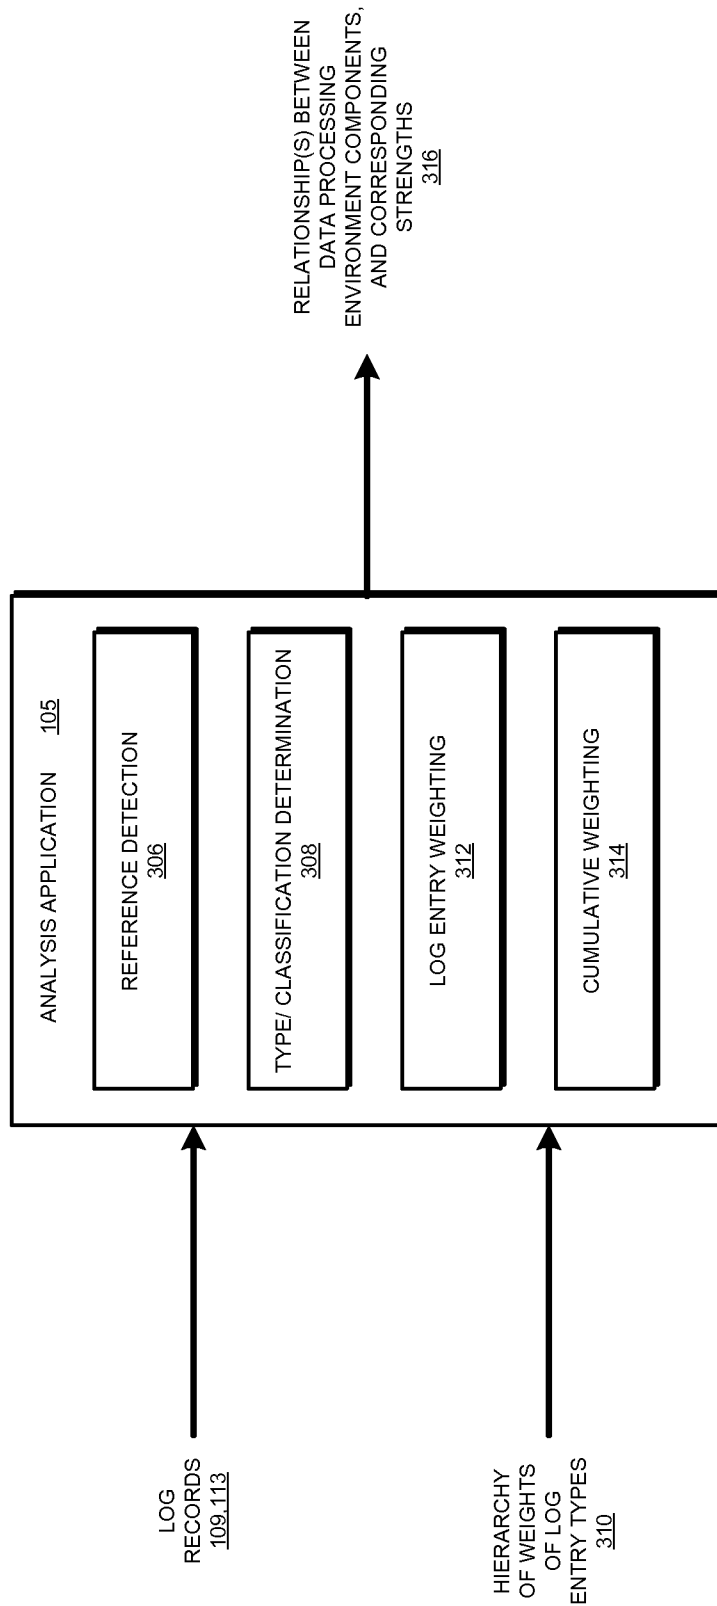 LOG
RECORDS
109,113
HIERARCHY
OF WEIGHTS
OF LOG
ENTRY TYPES
310
ANALYSIS APPLICATION 105
REFERENCE DETECTION
306
TYPE/ CLASSIFICATION DETERMINATION
308
LOG ENTRY WEIGHTING
312
CUMULATIVE WEIGHTING
314
RELATIONSHIP(S) BETWEEN
DATA PROCESSING
ENVIRONMENT COMPONENTS,
AND CORRESPONDING
STRENGTHS
316